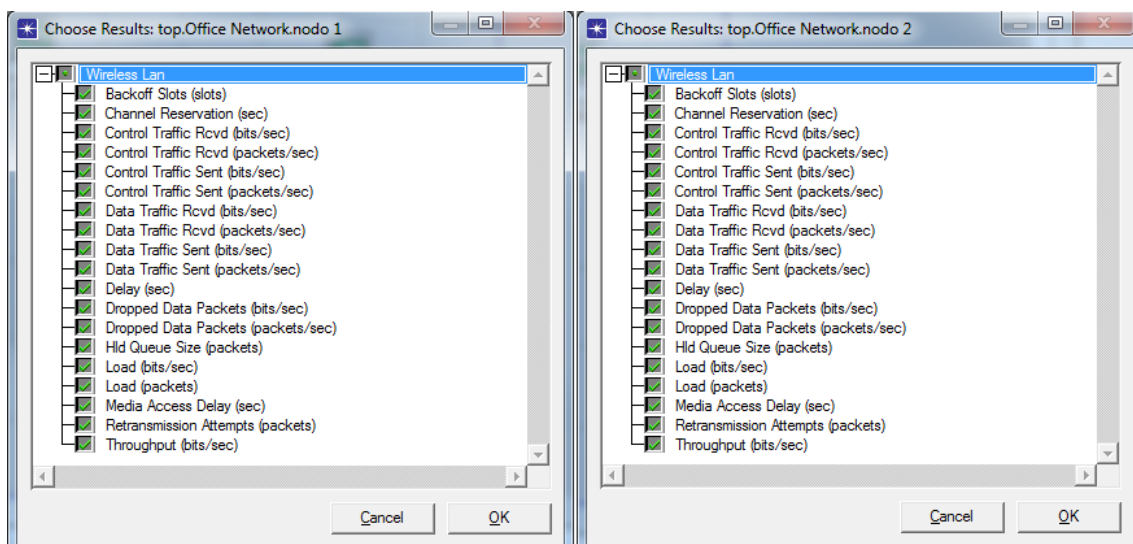 Choose Results: top.Office Network.nodo 1
Wireless Lan
Backoff Slots (slots)
Channel Reservation (sec)
Control Traffic Rcvd (bits/sec)
Control Traffic Rcvd (packets/sec)
Control Traffic Sent (bits/sec)
Control Traffic Sent (packets/sec)
Data Traffic Rcvd (bits/sec)
Data Traffic Rcvd (packets/sec)
Data Traffic Sent (bits/sec)
Data Traffic Sent (packets/sec)
Delay (sec)
Dropped Data Packets (bits/sec)
Dropped Data Packets (packets/sec)
Hld Queue Size (packets)
Load (bits/sec)
Load (packets)
Media Access Delay (sec)
Retransmission Attempts (packets)
Throughput (bits/sec)
Cancel
OK
Choose Results: top.Office Network.nodo 2
Wireless Lan
Backoff Slots (slots)
Channel Reservation (sec)
Control Traffic Rcvd (bits/sec)
Control Traffic Rcvd (packets/sec)
Control Traffic Sent (bits/sec)
Control Traffic Sent (packets/sec)
Data Traffic Rcvd (bits/sec)
Data Traffic Rcvd (packets/sec)
Data Traffic Sent (bits/sec)
Data Traffic Sent (packets/sec)
Delay (sec)
Dropped Data Packets (bits/sec)
Dropped Data Packets (packets/sec)
Hld Queue Size (packets)
Load (bits/sec)
Load (packets)
Media Access Delay (sec)
Retransmission Attempts (packets)
Throughput (bits/sec)
Cancel
OK